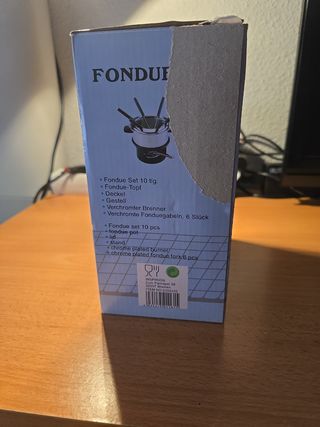 FONDUE
• Fondue Set 10 tlg.
• Fondue-Topf
• Deckel
• Gestell
• Verchromter Brenner
• Verchromte Fonduegabeln, 6 Stück
• Fondue set 10 pcs.
• fondue pot
• lid
• stand
• chrome plated burner
• chrome plated fondue fork 6 pcs